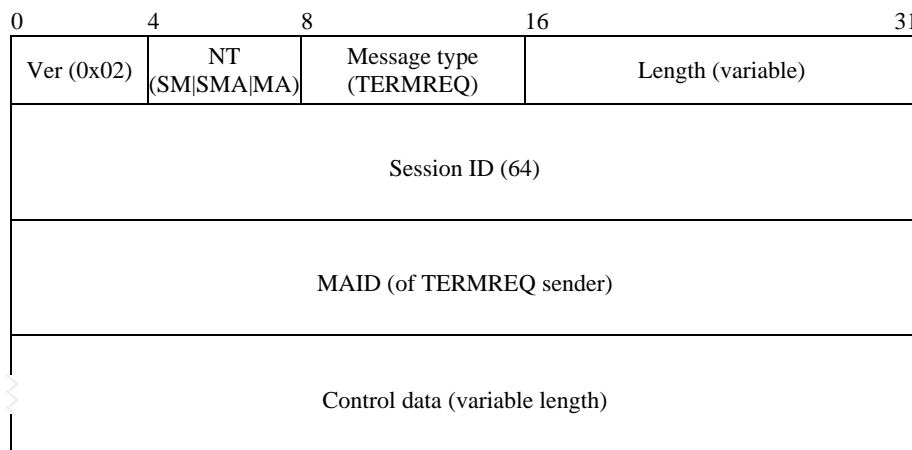 0 4 8 16 31
Ver (0x02) NT (SM|SMA|MA) Message type (TERMREQ) Length (variable)
Session ID (64)
MAID (of TERMREQ sender)
Control data (variable length)